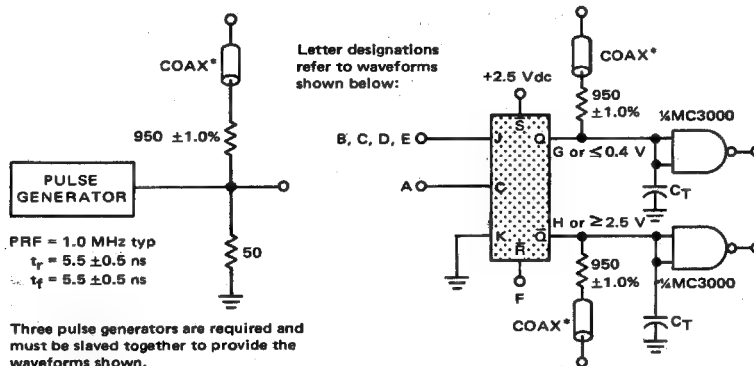 COAX*
950 ±1.0%
PULSE
GENERATOR
PRF = 1.0 MHz typ
tr = 5.5 ±0.5 ns
tf = 5.5 ±0.5 ns
50
Three pulse generators are required and
must be slaved together to provide the
waveforms shown.
Letter designations
refer to waveforms
shown below:
+2.5 Vdc
COAX*
950
±1.0%
¼MC3000
B, C, D, E
J
S̅
Q
G or ≤ 0.4 V
CT
A
C
K
R̅
Q̅
H or ≥ 2.5 V
F
950
±1.0%
¼MC3000
COAX*
CT